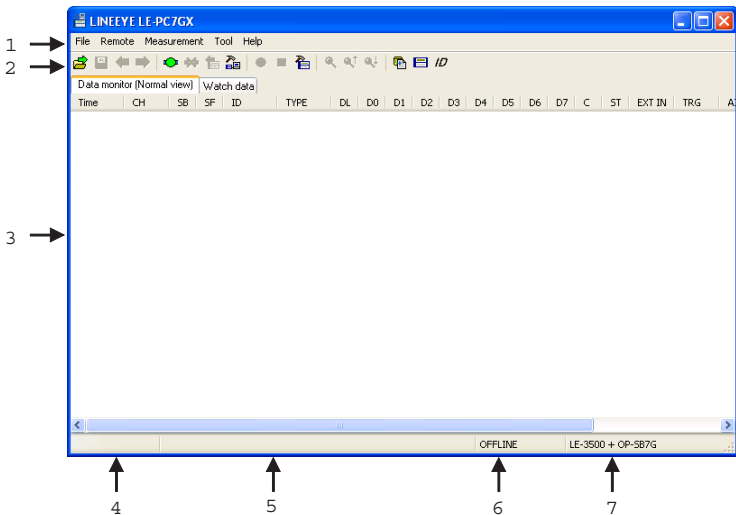 LINEEYE LE-PC7GX
1
File Remote Measurement Tool Help
2
ID
Data monitor (Normal view) Watch data
Time CH SB SF ID TYPE DL D0 D1 D2 D3 D4 D5 D6 D7 C ST EXT IN TRG
3
OFFLINE LE-3500 + OP-SB7G
4 5 6 7